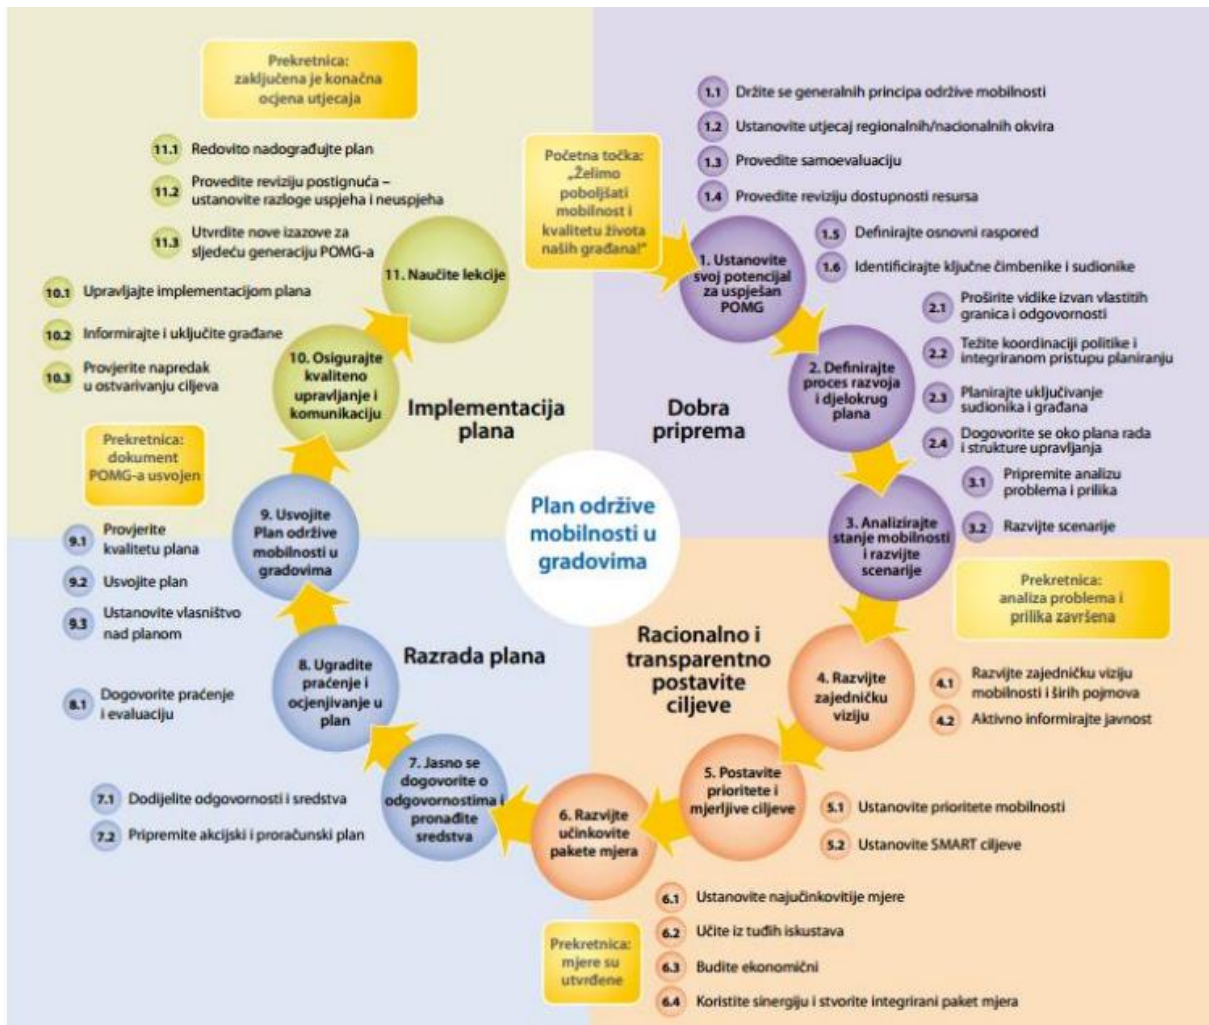 Prekretnica:
zaključena je konačna
ocjena utjecaja
11.1 Redovito nadograđujte plan
11.2 Provedite reviziju postignuća –
ustanovite razloge uspjeha i neuspjeha
11.3 Utvrdite nove izazove za
sljedeću generaciju POMG-a
11. Naučite lekcije
10.1 Upravljajte implementacijom plana
10.2 Informirajte i uključite građane
10.3 Provjerite napredak
u ostvarivanju ciljeva
10. Osigurajte
kvaliteno
upravljanje i
komunikaciju
Implementacija
plana
Početna točka:
„Želimo
poboljšati
mobilnost i
kvalitetu života
naših građana!"
1.1 Držite se generalnih principa održive mobilnosti
1.2 Ustanovite utjecaj regionalnih/nacionalnih okvira
1.3 Provedite samoevaluaciju
1.4 Provedite reviziju dostupnosti resursa
1.5 Definirajte osnovni raspored
1.6 Identificirajte ključne čimbenike i sudionike
1. Ustanovite
svoj potencijal
za uspješan
POMG
2.1 Proširite vidike izvan vlastitih
granica i odgovornosti
2.2 Težite koordinaciji politike i
integriranom pristupu planiranju
2.3 Planirajte uključivanje
sudionika i građana
2.4 Dogovorite se oko plana rada
i strukture upravljanja
2. Definirajte
proces razvoja
i djelokrug
plana
Dobra
priprema
3.1 Pripremite analizu
problema i prilika
3.2 Razvijte scenarije
3. Analizirajte
stanje mobilnosti
i razvijte
scenarije
Prekretnica:
analiza problema i
prilika završena
Plan održive
mobilnosti u
gradovima
Prekretnica:
dokument
POMG-a usvojen
9.1 Provjerite
kvalitetu plana
9.2 Usvojite plan
9.3 Ustanovite vlasništvo
nad planom
9. Usvojite
Plan održive
mobilnosti u
gradovima
Razrada plana
8. Ugradite
praćenje i
ocjenjivanje u
plan
8.1 Dogovorite praćenje
i evaluaciju
7. Jasno se
dogovorite o
odgovornostima i
pronađite
sredstva
7.1 Dodijelite odgovornosti i sredstva
7.2 Pripremite akcijski i proračunski plan
Racionalno i
transparentno
postavite
ciljeve
4. Razvijte
zajedničku
viziju
4.1 Razvijte zajedničku viziju
mobilnosti i širih pojmova
4.2 Aktivno informirajte javnost
5. Postavite
prioritete i
mjerljive ciljeve
5.1 Ustanovite prioritete mobilnosti
5.2 Ustanovite SMART ciljeve
6. Razvijte
učinkovite
pakete mjera
6.1 Ustanovite najučinkovitije mjere
6.2 Učite iz tuđih iskustava
6.3 Budite ekonomični
6.4 Koristite sinergiju i stvorite integrirani paket mjera
Prekretnica:
mjere su
utvrđene